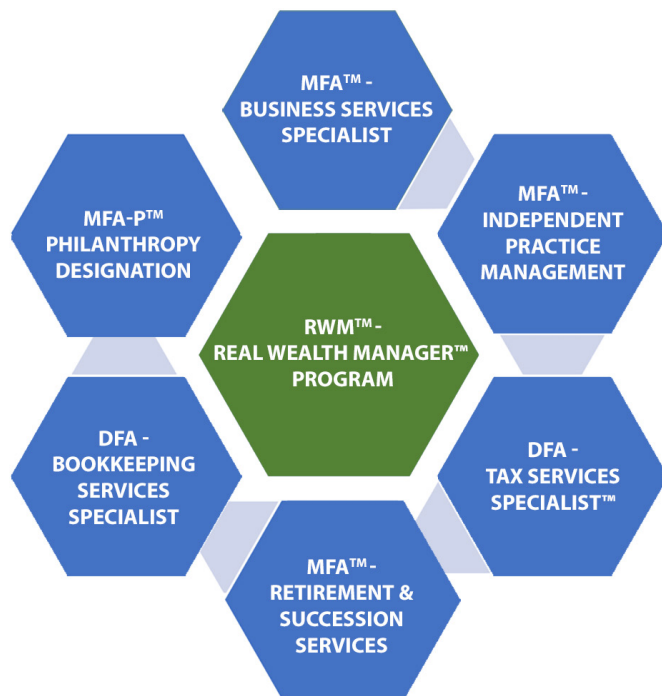 MFA™ -
BUSINESS SERVICES
SPECIALIST
MFA-P™
PHILANTHROPY
DESIGNATION
MFA™ -
INDEPENDENT
PRACTICE
MANAGEMENT
RWM™ -
REAL WEALTH MANAGER™
PROGRAM
DFA -
BOOKKEEPING
SERVICES
SPECIALIST
DFA -
TAX SERVICES
SPECIALIST™
MFA™ -
RETIREMENT &
SUCCESSION
SERVICES